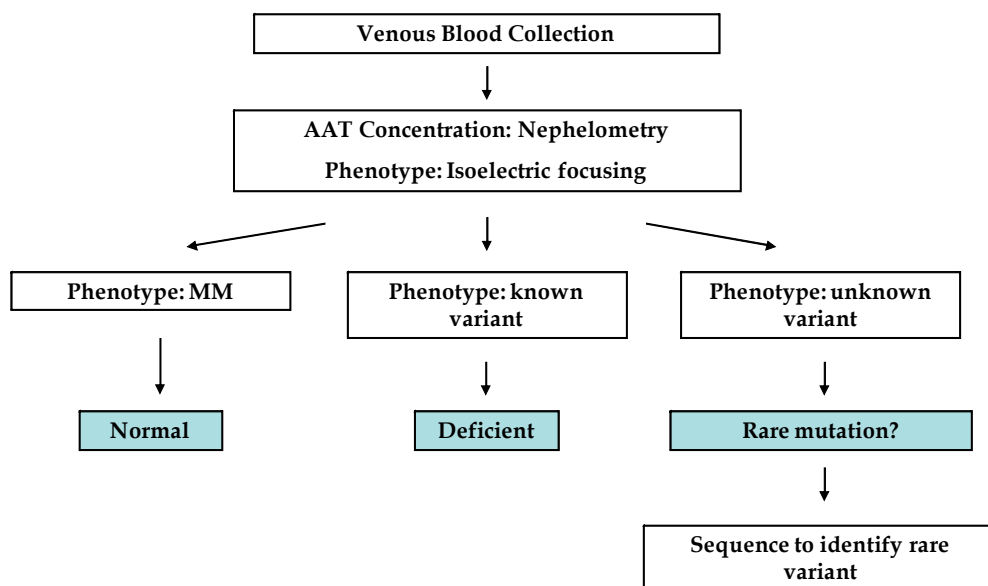 Venous Blood Collection
AAT Concentration: Nephelometry
Phenotype: Isoelectric focusing
Phenotype: MM
Phenotype: known
variant
Phenotype: unknown
variant
Normal
Deficient
Rare mutation?
Sequence to identify rare
variant